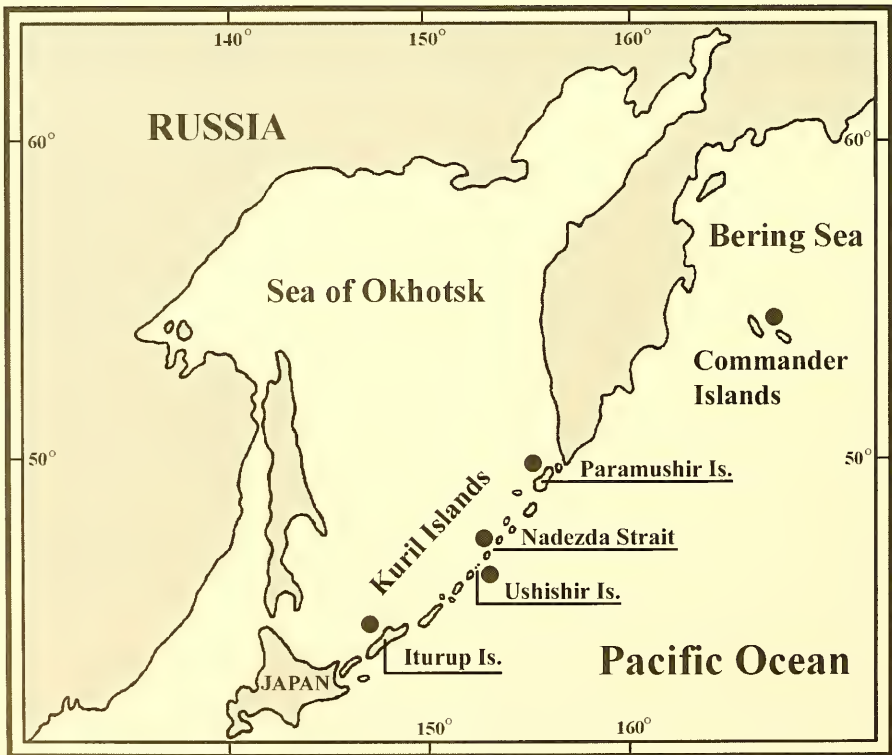 140°
150°
160°
RUSSIA
60°
60°
Bering Sea
Sea of Okhotsk
Commander
Islands
50°
50°
Paramushir Is.
Kuril Islands
Nadezda Strait
Ushishir Is.
Iturup Is.
Pacific Ocean
JAPAN
150°
160°